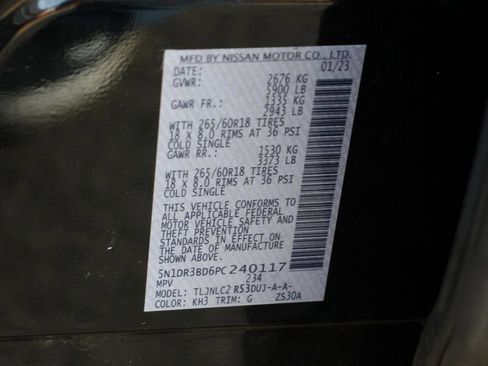 MFD BY NISSAN MOTOR CO., LTD.
DATE: 01/23
GVWR: 2676 KG
5900 LB
GAWR FR.: 1335 KG
2943 LB
WITH 265/60R18 TIRES
18 X 8.0 RIMS AT 36 PSI
COLD SINGLE
GAWR RR.: 1530 KG
3373 LB
WITH 265/60R18 TIRES
18 X 8.0 RIMS AT 36 PSI
COLD SINGLE
THIS VEHICLE CONFORMS TO
ALL APPLICABLE FEDERAL
MOTOR VEHICLE SAFETY AND
THEFT PREVENTION
STANDARDS IN EFFECT ON
THE DATE OF MANUFACTURE
SHOWN ABOVE.
5N1DR3BD6PC240117
MPV 234
MODEL: TLJNLC2 R53DUJ-A-A-
COLOR: KH3 TRIM: G ZS30A